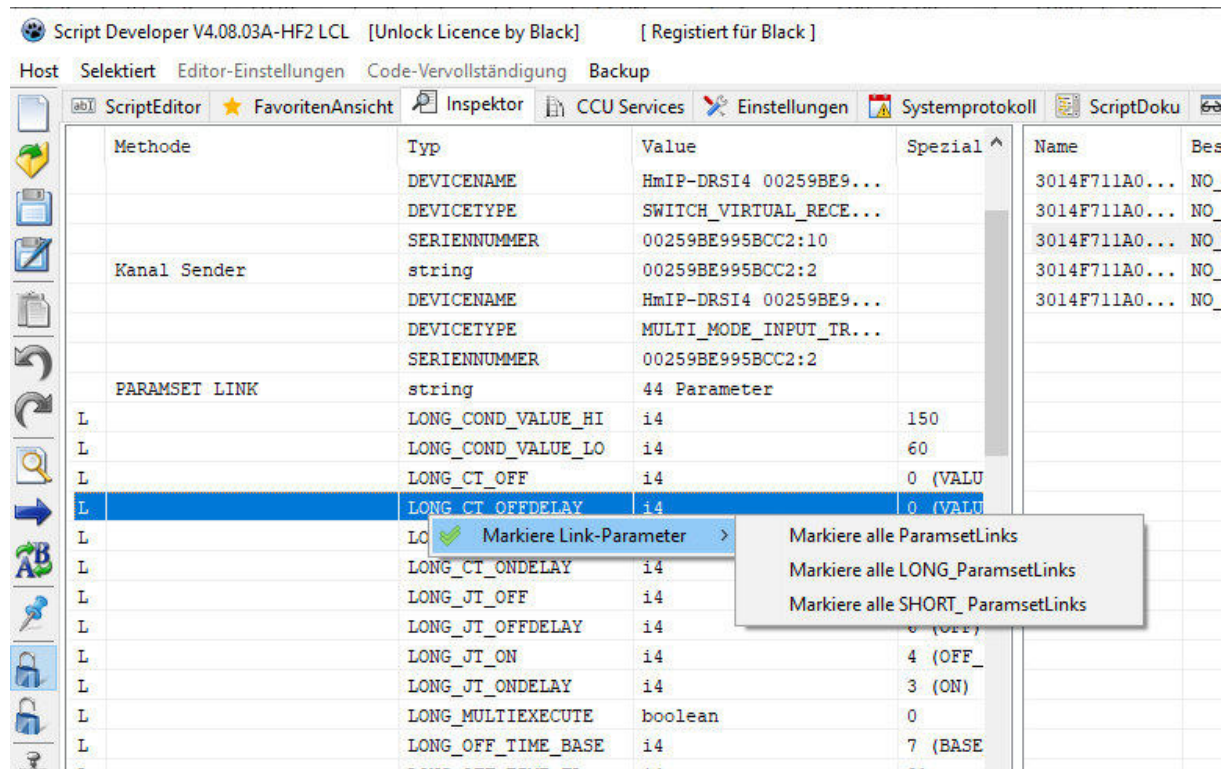 Script Developer V4.08.03A-HF2 LCL [Unlock Licence by Black] [ Registiert für Black ]
Host Selektiert Editor-Einstellungen Code-Vervollständigung Backup
ScriptEditor FavoritenAnsicht Inspektor CCU Services Einstellungen Systemprotokoll ScriptDoku
Methode Typ Value Spezial Name Bes
DEVICENAME HmIP-DRSI4 00259BE9... 3014F711A0... NO_
DEVICETYPE SWITCH_VIRTUAL_RECE... 3014F711A0... NO_
SERIENNUMMER 00259BE995BCC2:10 3014F711A0... NO_
Kanal Sender string 00259BE995BCC2:2 3014F711A0... NO_
DEVICENAME HmIP-DRSI4 00259BE9... 3014F711A0... NO_
DEVICETYPE MULTI_MODE_INPUT_TR...
SERIENNUMMER 00259BE995BCC2:2
PARAMSET LINK string 44 Parameter
L LONG_COND_VALUE_HI i4 150
L LONG_COND_VALUE_LO i4 60
L LONG_CT_OFF i4 0 (VALU
L LONG_CT_OFFDELAY i4 0 (VALU
L LO Markiere Link-Parameter > Markiere alle ParamsetLinks
L LONG_CT_ONDELAY i4 Markiere alle LONG_ParamsetLinks
L LONG_JT_OFF i4 Markiere alle SHORT_ ParamsetLinks
L LONG_JT_OFFDELAY i4 6 (OFF)
L LONG_JT_ON i4 4 (OFF_
L LONG_JT_ONDELAY i4 3 (ON)
L LONG_MULTIEXECUTE boolean 0
L LONG_OFF_TIME_BASE i4 7 (BASE